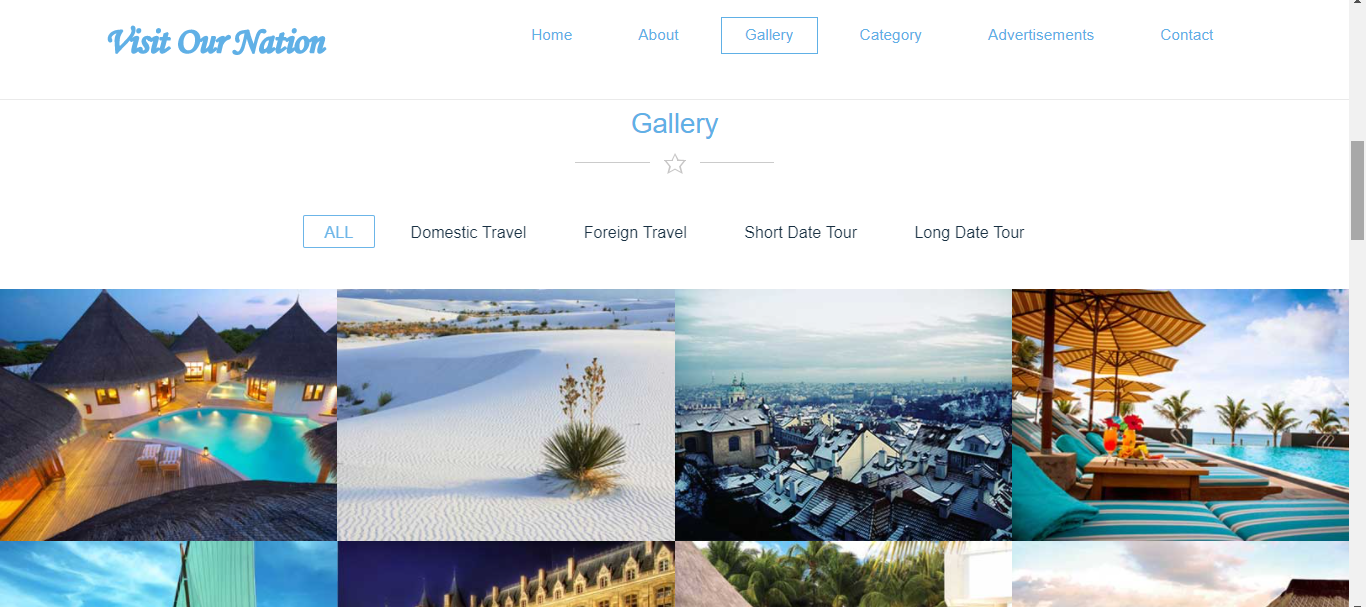 Visit Our Nation
Home About Gallery Category Advertisements Contact
Gallery
ALL Domestic Travel Foreign Travel Short Date Tour Long Date Tour